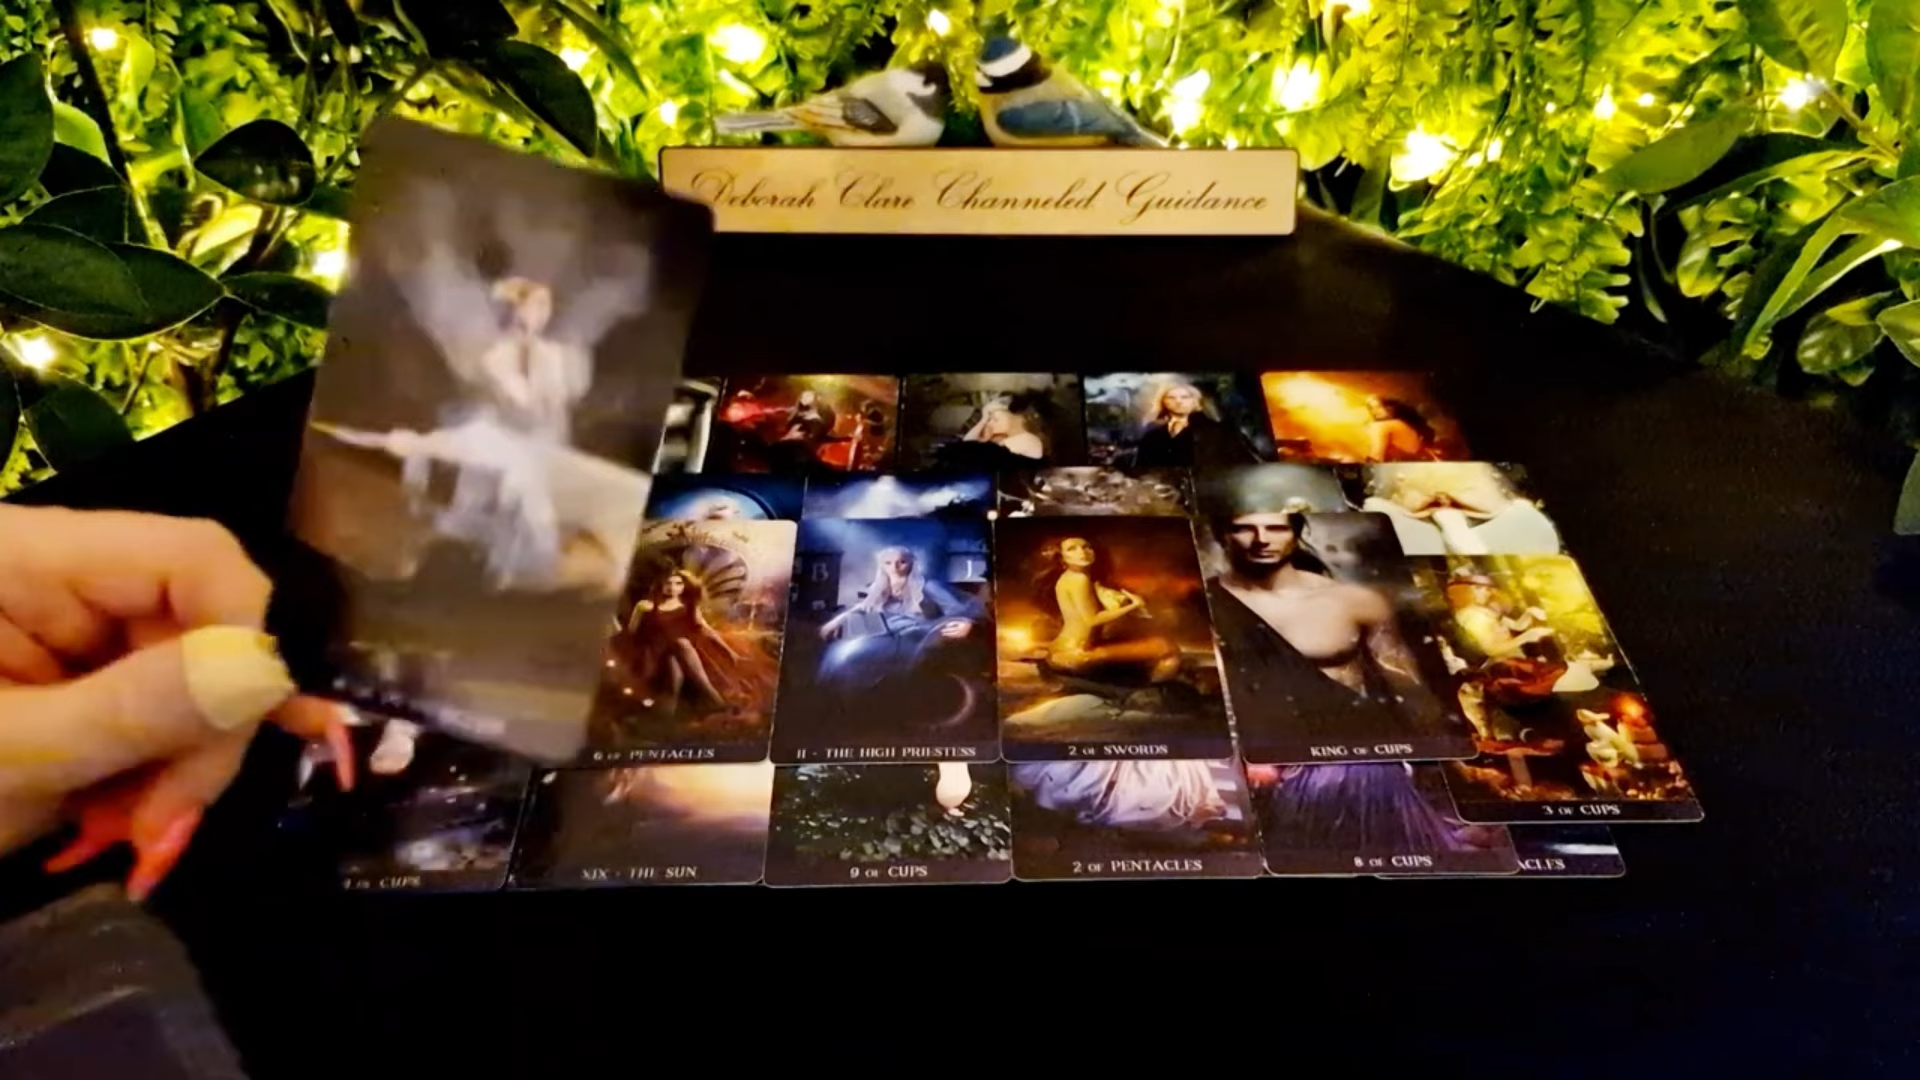 Deborah Clare Channeled Guidance
B J
6 OF PENTACLES
II - THE HIGH PRIESTESS
2 OF SWORDS
KING OF CUPS
3 OF CUPS
OF CUPS
XIX - THE SUN
9 OF CUPS
2 OF PENTACLES
8 OF CUPS
ACLES